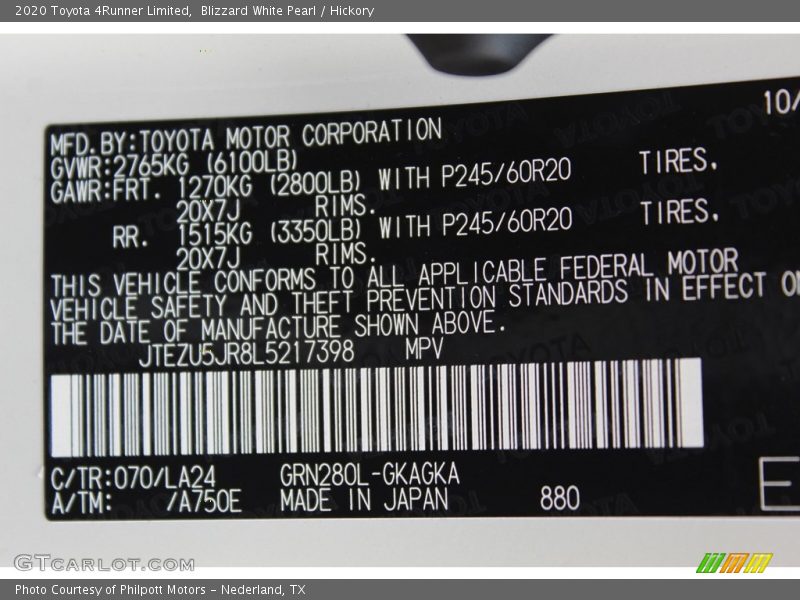 2020 Toyota 4Runner Limited, Blizzard White Pearl / Hickory
10/
MFD.BY:TOYOTA MOTOR CORPORATION
GVWR:2765KG (6100LB)
GAWR:FRT. 1270KG (2800LB) WITH P245/60R20 TIRES.
20X7J RIMS.
RR. 1515KG (3350LB) WITH P245/60R20 TIRES.
20X7J RIMS.
THIS VEHICLE CONFORMS TO ALL APPLICABLE FEDERAL MOTOR
VEHICLE SAFETY AND THEFT PREVENTION STANDARDS IN EFFECT ON
THE DATE OF MANUFACTURE SHOWN ABOVE.
JTEZU5JR8L5217398 MPV
C/TR:070/LA24 GRN280L-GKAGKA
A/TM: /A750E MADE IN JAPAN 880 E
GTCARLOT.COM
Photo Courtesy of Philpott Motors - Nederland, TX